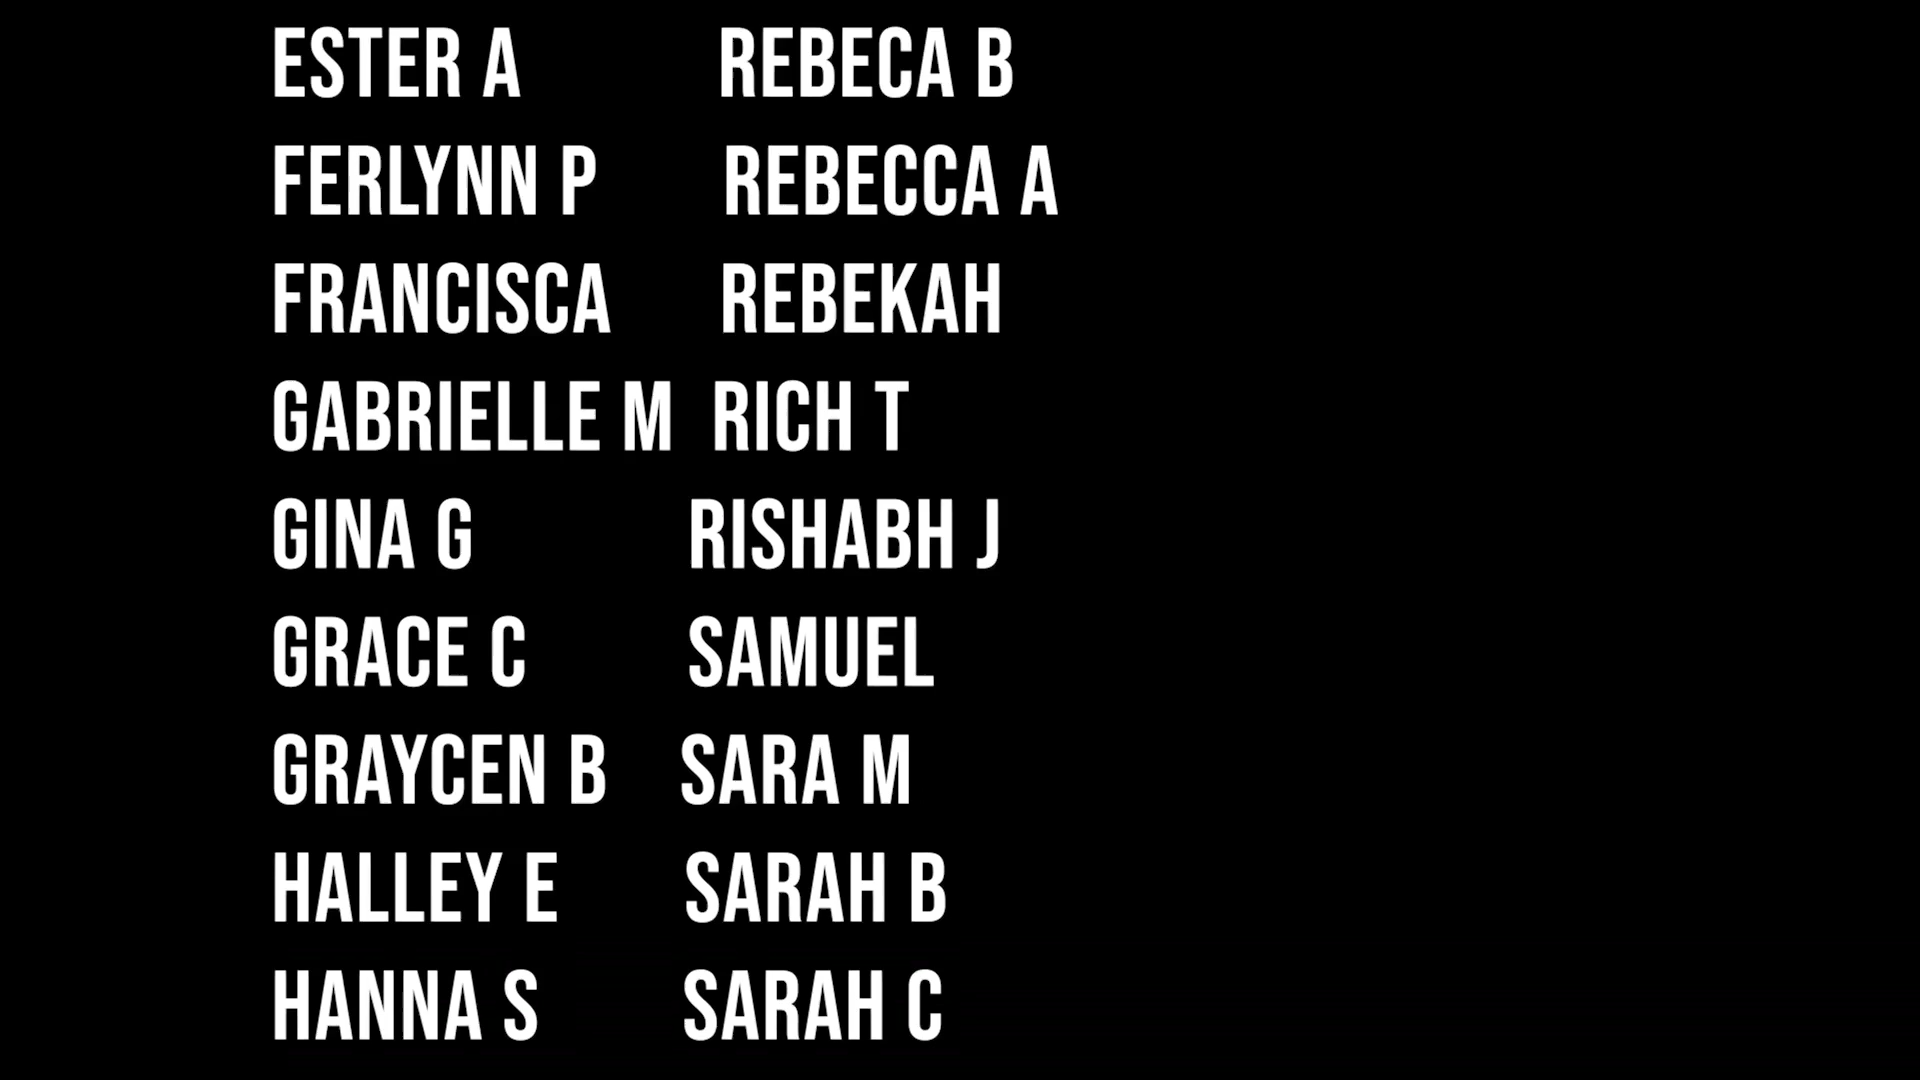 ESTER A REBECA B
FERLYNN P REBECCA A
FRANCISCA REBEKAH
GABRIELLE M RICH T
GINA G RISHABH J
GRACE C SAMUEL
GRAYCEN B SARA M
HALLEY E SARAH B
HANNA S SARAH C